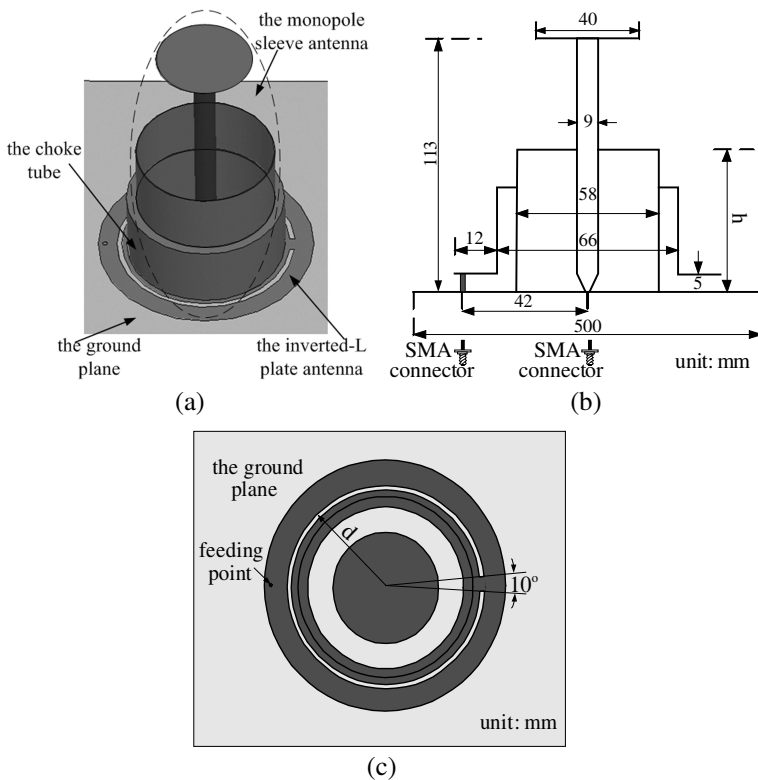 the monopole
sleeve antenna
the choke
tube
the ground
plane
the inverted-L
plate antenna
(a)
40
113
9
58
h
12
66
5
42
500
SMA
connector
SMA
connector
unit: mm
(b)
the ground
plane
d
feeding
point
10°
unit: mm
(c)